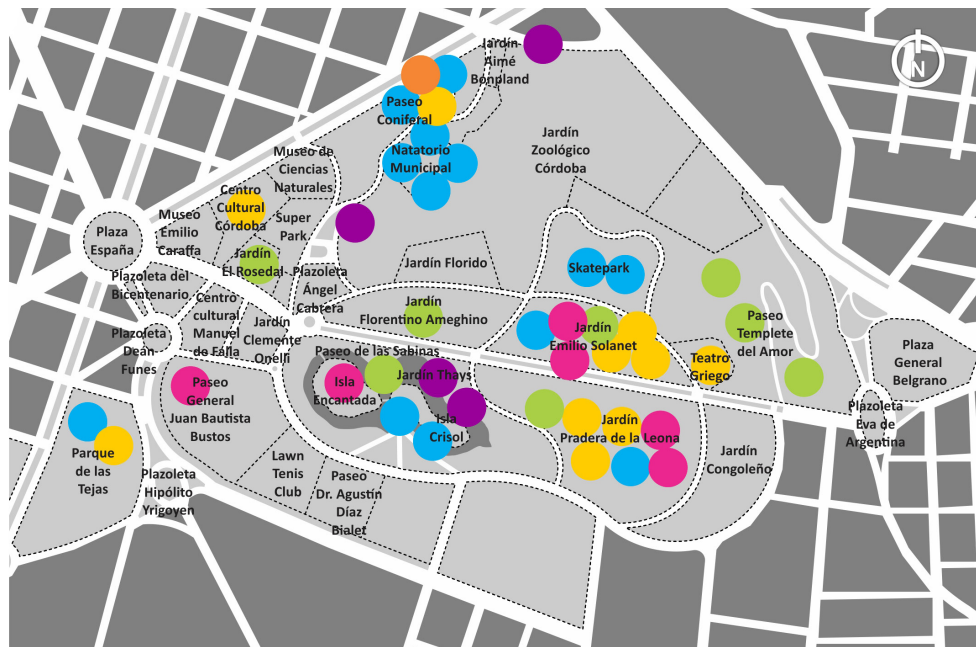 Jardín
Aimé
Bonpland
N
Paseo
Coniferal
Jardín
Zoológico
Córdoba
Natatorio
Municipal
Museo de
Ciencias
Naturales
Centro
Cultural
Córdoba
Super
Park
Museo
Emilio
Caraffa
Plaza
España
Jardín
El Rosedal
Jardín Florido
Skatepark
Plazoleta del
Bicentenario
Plazolera
Ángel
Cabrera
Centro
cultural
Manuel
de Falla
Jardín
Florentino Ameghino
Jardín
Emilio Solanet
Paseo
Templete
del Amor
Plazoleta
Deán
Funes
Jardín
Clemente
Onelli
Paseo de las Sabinas
Jardín Thays
Teatro
Griego
Plaza
General
Belgrano
Paseo
General
Juan Bautista
Bustos
Isla
Encantada
Isla
Crisol
Jardín
Pradera de la Leona
Plazoleta
Eva de
Argentina
Parque
de las
Tejas
Plazoleta
Hipólito
Yrigoyen
Lawn
Tenis
Club
Paseo
Dr. Agustín
Díaz
Bialet
Jardín
Congoleño